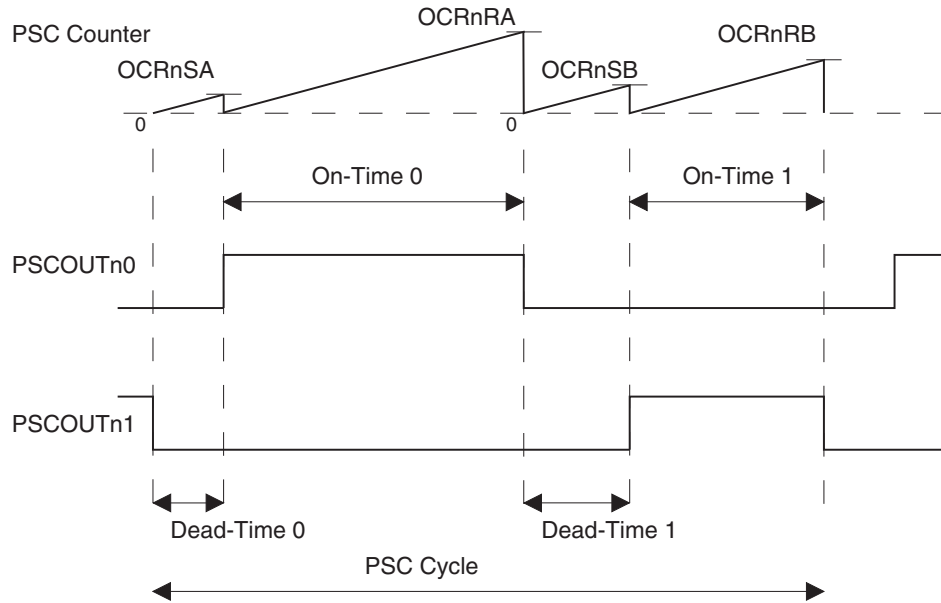 OCRnRA
PSC Counter
OCRnRB
OCRnSA
OCRnSB
0
0
On-Time 0
On-Time 1
PSCOUTn0
PSCOUTn1
Dead-Time 0
Dead-Time 1
PSC Cycle